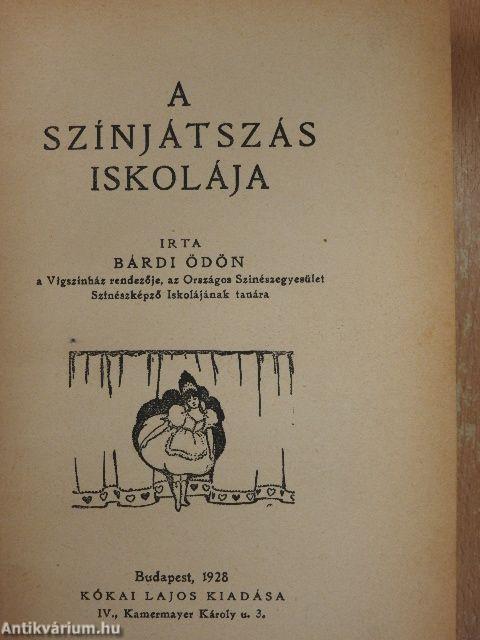 A
SZÍNJÁTSZÁS
ISKOLÁJA
IRTA
BÁRDI ÖDÖN
a Vigszinház rendezője, az Országos Szinészegyesület
Szinészképző Iskolájának tanára
Budapest, 1928
KÓKAI LAJOS KIADÁSA
IV., Kamermayer Károly u. 3.
Antikvárium.hu